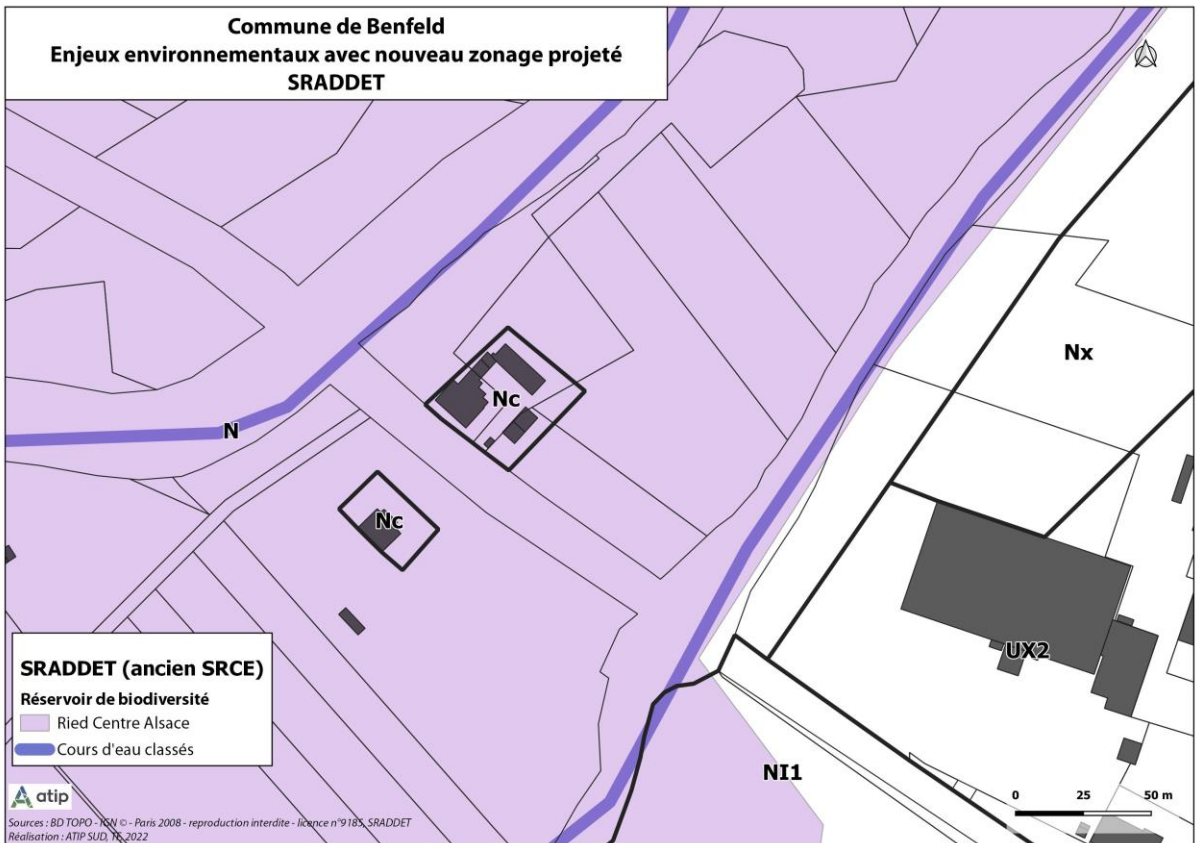 Commune de Benfeld
Enjeux environnementaux avec nouveau zonage projeté
SRADDET
Nx
Nc
N
Nc
UX2
NI1
SRADDET (ancien SRCE)
Réservoir de biodiversité
Ried Centre Alsace
Cours d'eau classés
atip
0 25 50 m
Sources : BD TOPO - IGN © - Paris 2008 - reproduction interdite - licence n°9185, SRADDET
Réalisation : ATIP SUD, TF, 2022